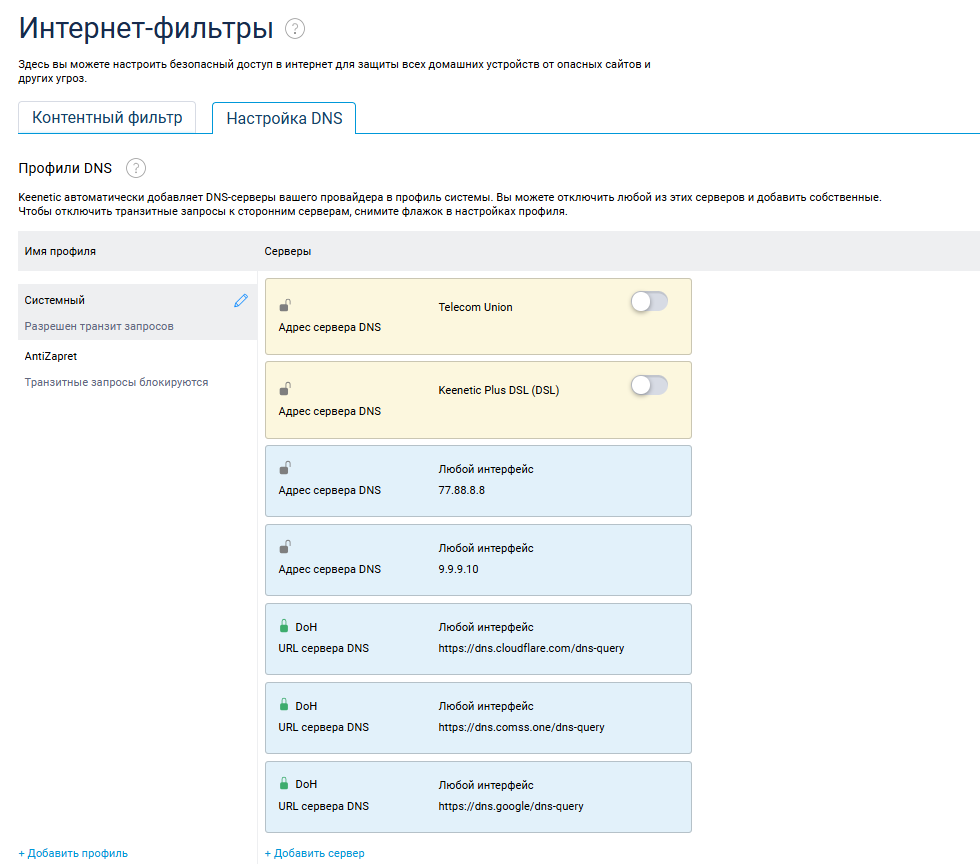 Интернет-фильтры ?
Здесь вы можете настроить безопасный доступ в интернет для защиты всех домашних устройств от опасных сайтов и
других угроз.
Контентный фильтр
Настройка DNS
Профили DNS ?
Keenetic автоматически добавляет DNS-серверы вашего провайдера в профиль системы. Вы можете отключить любой из этих серверов и добавить собственные.
Чтобы отключить транзитные запросы к сторонним серверам, снимите флажок в настройках профиля.
Имя профиля
Серверы
Системный
Разрешен транзит запросов
AntiZapret
Транзитные запросы блокируются
Telecom Union
Адрес сервера DNS
Keenetic Plus DSL (DSL)
Адрес сервера DNS
Любой интерфейс
Адрес сервера DNS 77.88.8.8
Любой интерфейс
Адрес сервера DNS 9.9.9.10
DoH Любой интерфейс
URL сервера DNS https://dns.cloudflare.com/dns-query
DoH Любой интерфейс
URL сервера DNS https://dns.comss.one/dns-query
DoH Любой интерфейс
URL сервера DNS https://dns.google/dns-query
+ Добавить профиль
+ Добавить сервер